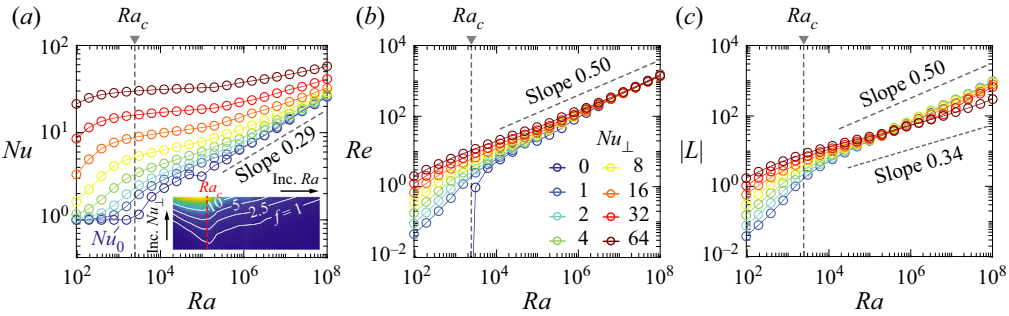 (a)
Ra_c
10^2
10^1
10^0
Nu
Slope 0.29
Ra_c
Inc. Ra
Inc. Nu_⊥
10
5
2.5
f = 1
Nu′_0
10^2
10^4
10^6
10^8
Ra
(b)
Ra_c
10^4
10^2
10^0
10^−2
Re
Slope 0.50
Nu_⊥
0 8
1 16
2 32
4 64
10^2
10^4
10^6
10^8
Ra
(c)
Ra_c
10^4
10^2
10^0
10^−2
|L|
Slope 0.50
Slope 0.34
10^2
10^4
10^6
10^8
Ra